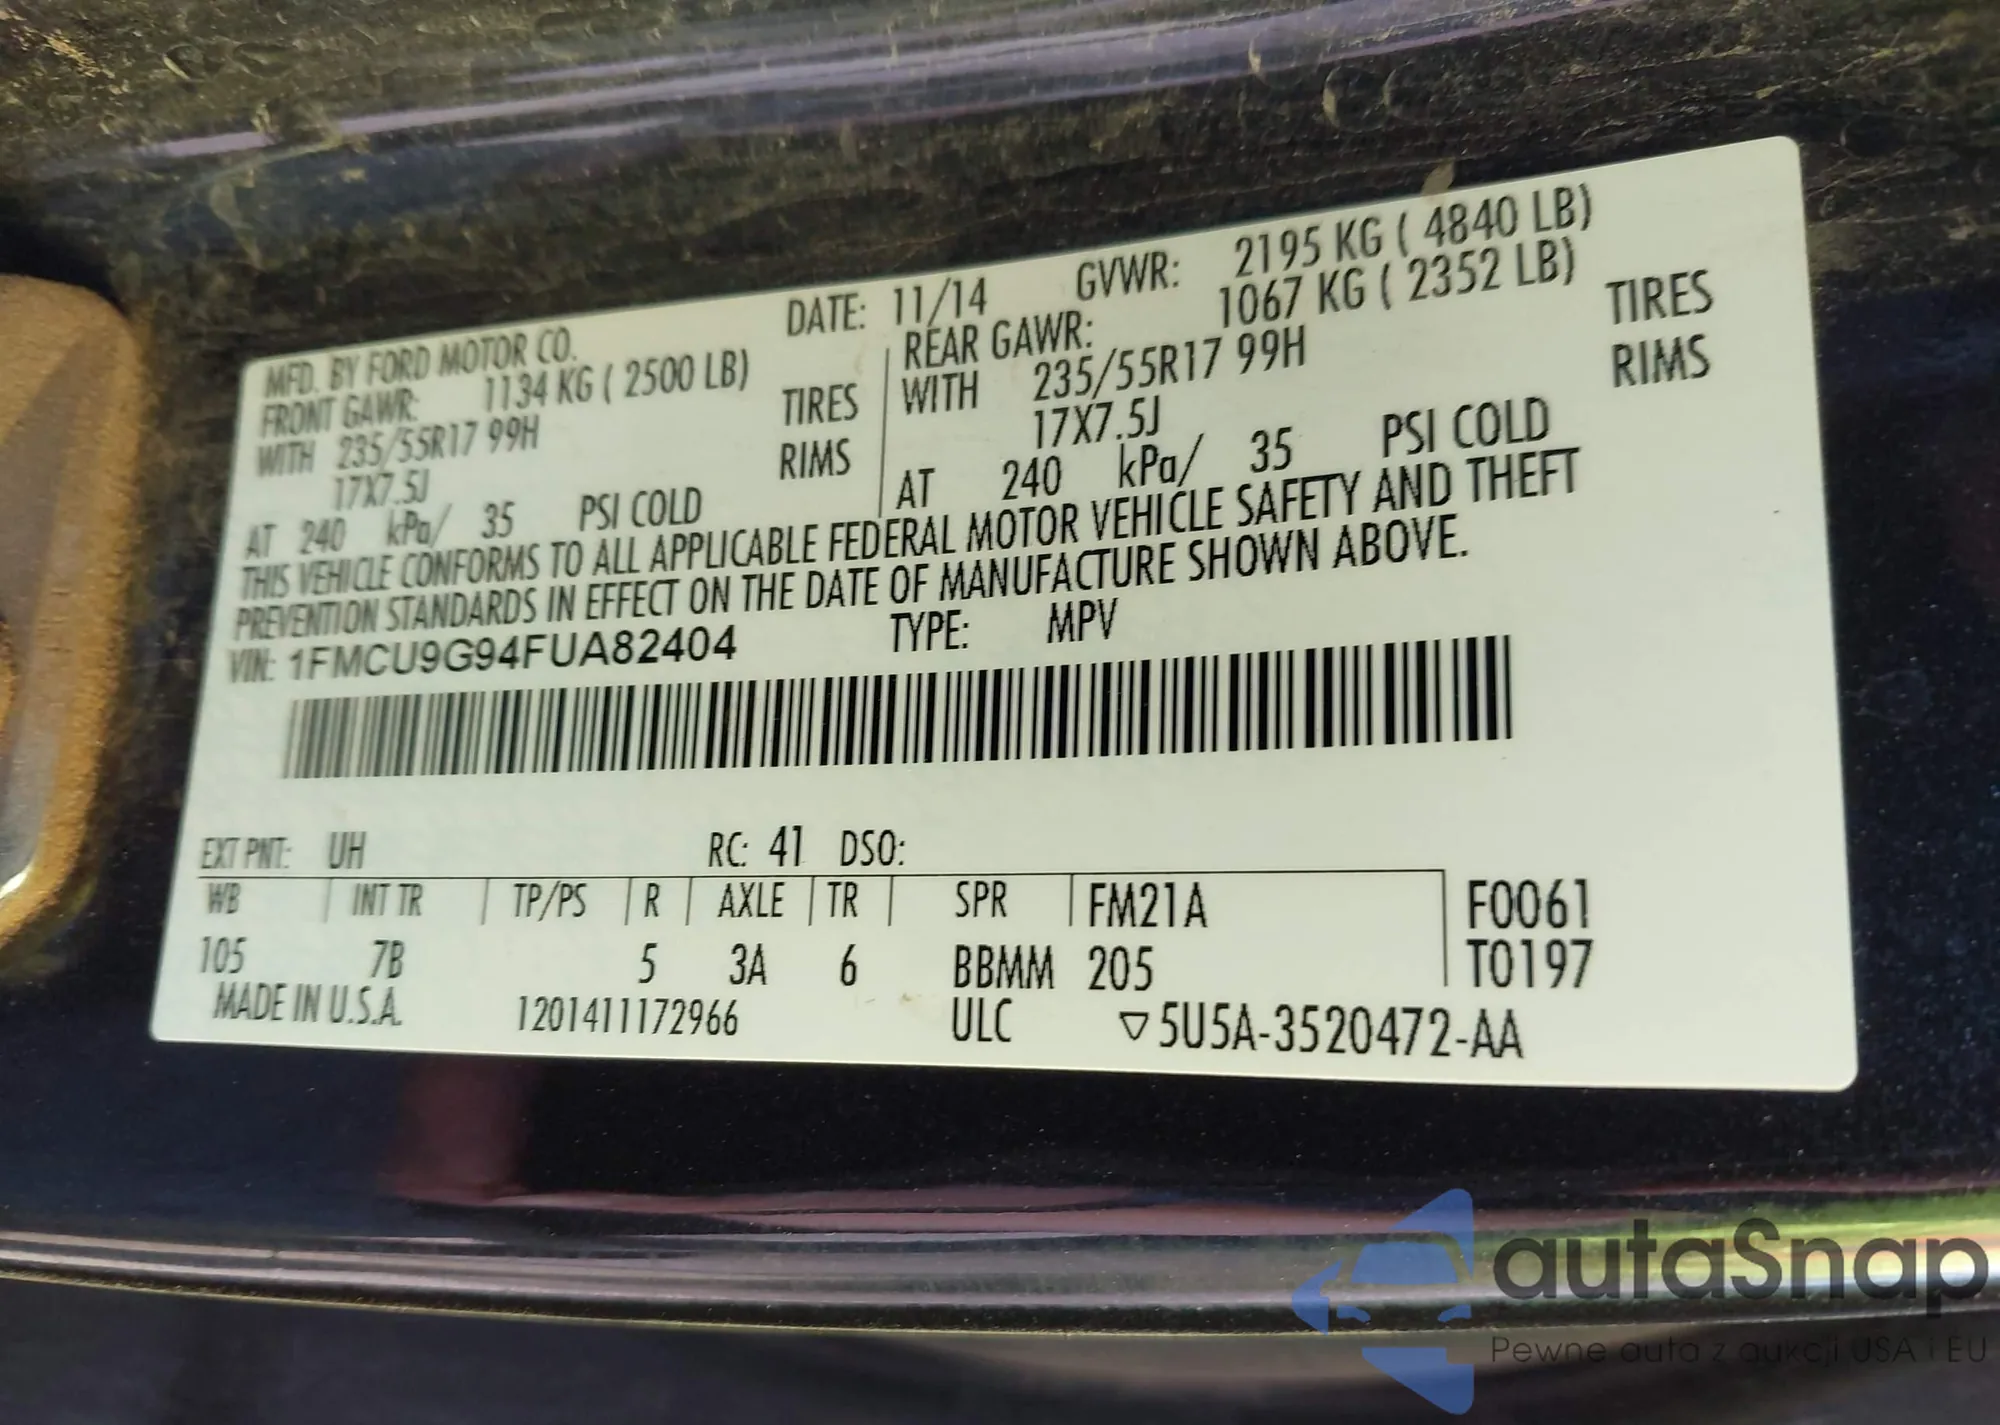 MFD. BY FORD MOTOR CO. DATE: 11/14 GVWR: 2195 KG ( 4840 LB)
FRONT GAWR: 1134 KG ( 2500 LB) REAR GAWR: 1067 KG ( 2352 LB)
WITH 235/55R17 99H TIRES WITH 235/55R17 99H TIRES
17X7.5J RIMS 17X7.5J RIMS
AT 240 kPa/ 35 PSI COLD AT 240 kPa/ 35 PSI COLD
THIS VEHICLE CONFORMS TO ALL APPLICABLE FEDERAL MOTOR VEHICLE SAFETY AND THEFT
PREVENTION STANDARDS IN EFFECT ON THE DATE OF MANUFACTURE SHOWN ABOVE.
VIN: 1FMCU9G94FUA82404 TYPE: MPV
EXT PNT: UH RC: 41 DSO:
WB INT TR TP/PS R AXLE TR SPR FM21A F0061
105 7B 5 3A 6 BBMM 205 T0197
MADE IN U.S.A. 1201411172966 ULC ▽5U5A-3520472-AA
autaSnap
Pewne auta z aukcji USA i EU